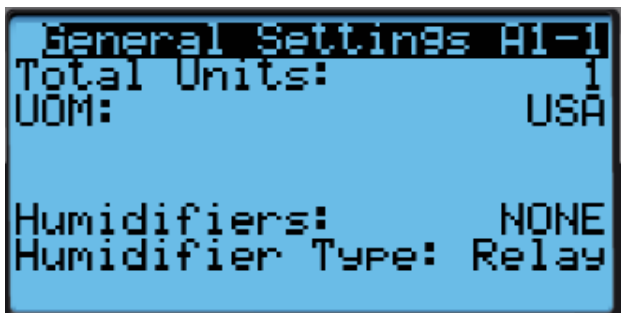 General Settings A1-1
Total Units: 1
UOM: USA
Humidifiers: NONE
Humidifier Type: Relay